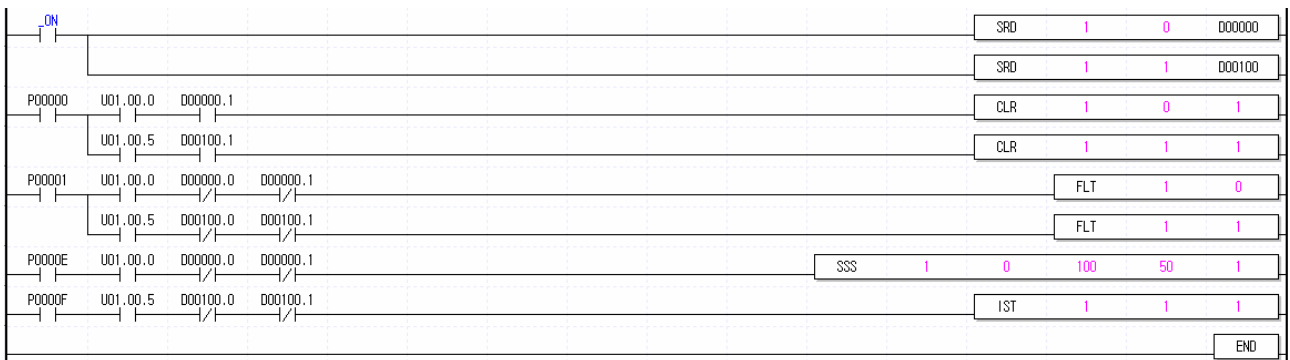 _ON
SRD 1 0 D00000
SRD 1 1 D00100
P00000 U01.00.0 D00000.1
CLR 1 0 1
U01.00.5 D00100.1
CLR 1 1 1
P00001 U01.00.0 D00000.0 D00000.1
FLT 1 0
U01.00.5 D00100.0 D00100.1
FLT 1 1
P0000E U01.00.0 D00000.0 D00000.1
SSS 1 0 100 50 1
P0000F U01.00.5 D00100.0 D00100.1
IST 1 1 1
END